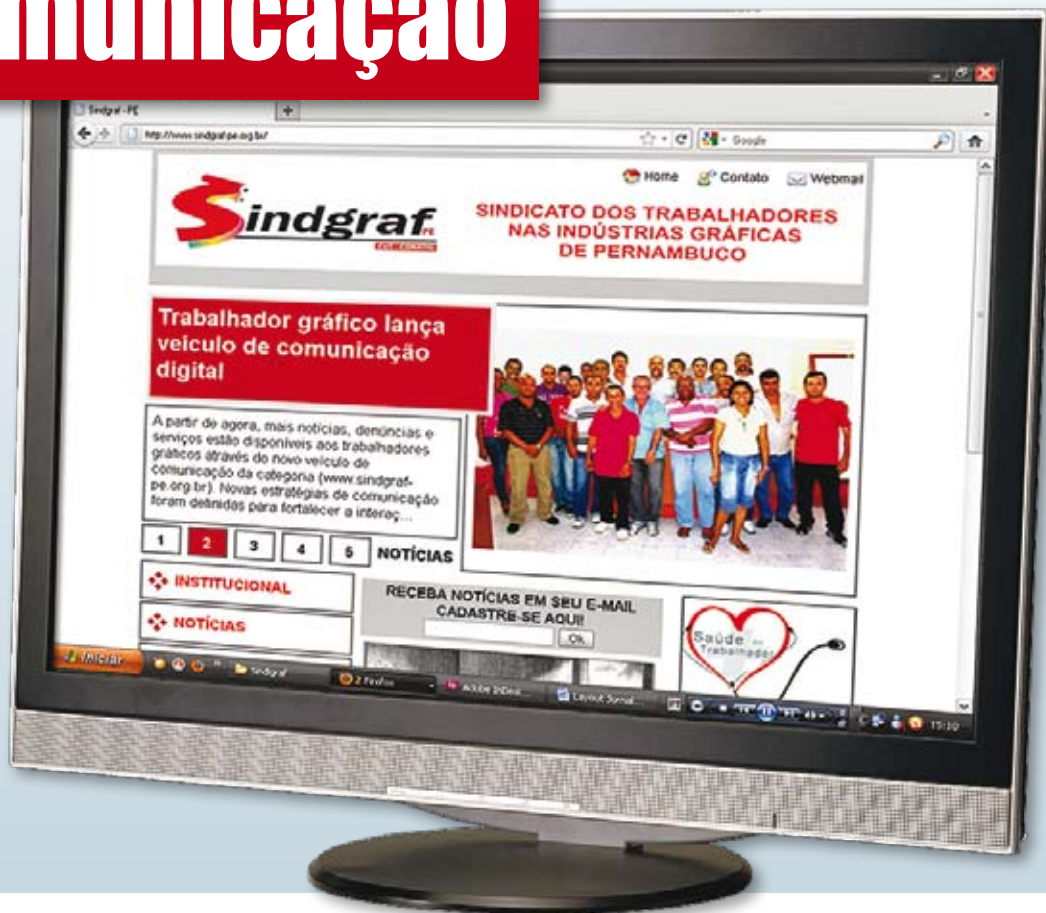 municação
Sindgraf - PE
http://www.sindgraf-pe.org.br/
Google
Home Contato Webmail
Sindgraf PE
SINDICATO DOS TRABALHADORES
NAS INDÚSTRIAS GRÁFICAS
DE PERNAMBUCO
Trabalhador gráfico lança
veículo de comunicação
digital
A partir de agora, mais notícias, denúncias e
serviços estão disponíveis aos trabalhadores
gráficos através do novo veículo de
comunicação da categoria (www.sindgraf-
pe.org.br). Novas estratégias de comunicação
foram definidas para fortalecer a interaç...
1 2 3 4 5 NOTÍCIAS
INSTITUCIONAL
NOTÍCIAS
RECEBA NOTÍCIAS EM SEU E-MAIL
CADASTRE-SE AQUI!
Ok
Saúde do
Trabalhador
Iniciar
Sindgraf
2 Firefox
Adobe InDesi...
Layout Jornal...
15:10